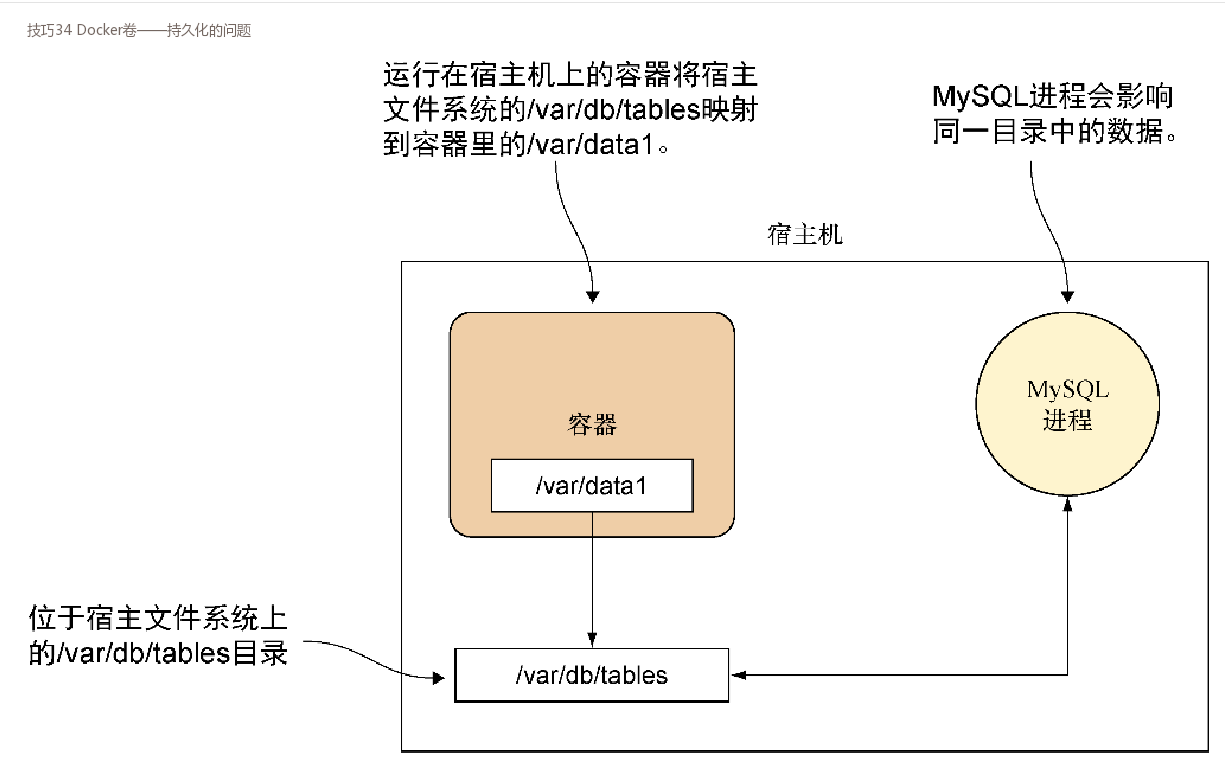 技巧34 Docker卷——持久化的问题
运行在宿主机上的容器将宿主
文件系统的/var/db/tables映射
到容器里的/var/data1。
MySQL进程会影响
同一目录中的数据。
宿主机
容器
/var/data1
MySQL
进程
位于宿主文件系统上
的/var/db/tables目录
/var/db/tables